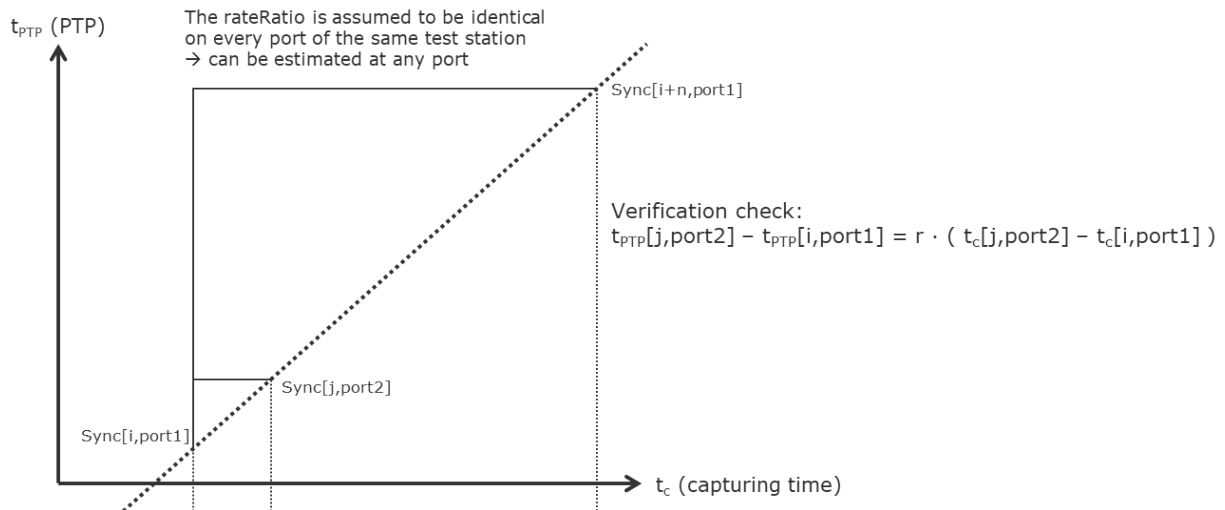 t_PTP (PTP)
The rateRatio is assumed to be identical
on every port of the same test station
→ can be estimated at any port
Sync[i+n,port1]
Verification check:
t_PTP[j,port2] – t_PTP[i,port1] = r · ( t_c[j,port2] – t_c[i,port1] )
Sync[j,port2]
Sync[i,port1]
t_c (capturing time)